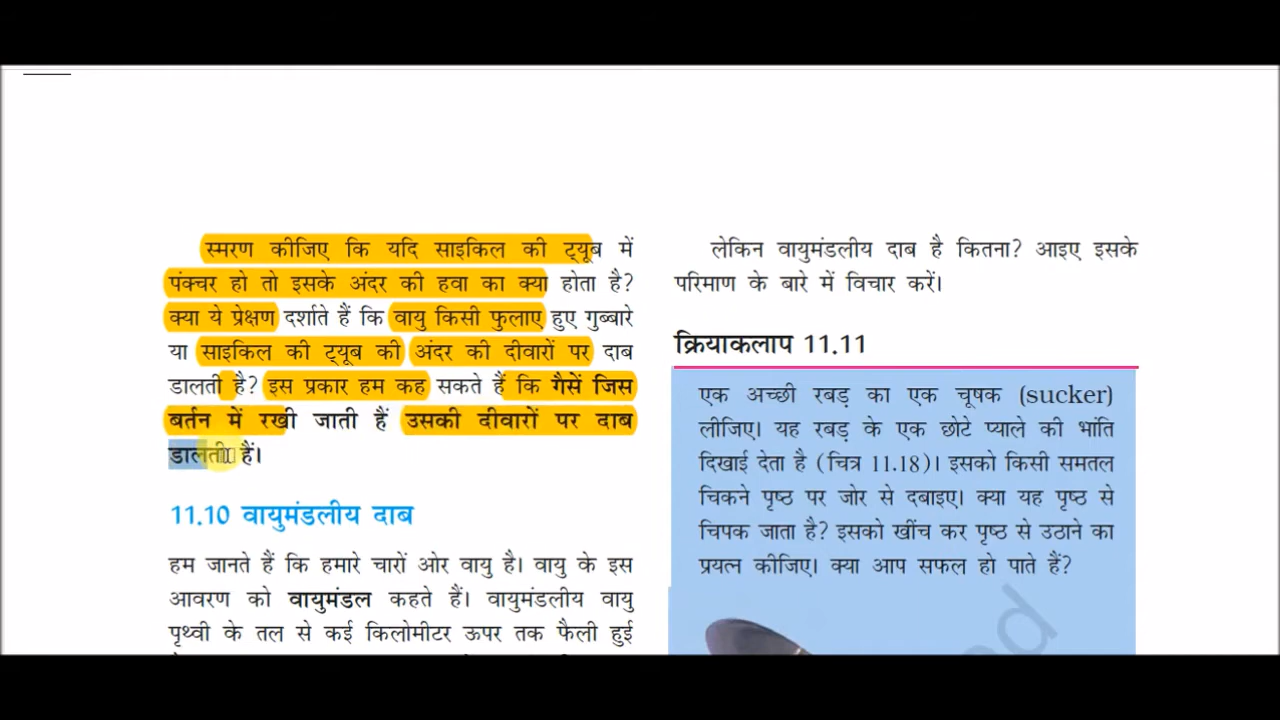 स्मरण कीजिए कि यदि साइकिल की ट्यूब में
पंक्चर हो तो इसके अंदर की हवा का क्या होता है?
क्या ये प्रेक्षण दर्शाते हैं कि वायु किसी फुलाए हुए गुब्बारे
या साइकिल की ट्यूब की अंदर की दीवारों पर दाब
डालती है? इस प्रकार हम कह सकते हैं कि गैसें जिस
बर्तन में रखी जाती हैं उसकी दीवारों पर दाब
डालती हैं।
11.10 वायुमंडलीय दाब
हम जानते हैं कि हमारे चारों ओर वायु है। वायु के इस
आवरण को वायुमंडल कहते हैं। वायुमंडलीय वायु
पृथ्वी के तल से कई किलोमीटर ऊपर तक फैली हुई
लेकिन वायुमंडलीय दाब है कितना? आइए इसके
परिमाण के बारे में विचार करें।
क्रियाकलाप 11.11
एक अच्छी रबड़ का एक चूषक (sucker)
लीजिए। यह रबड़ के एक छोटे प्याले की भांति
दिखाई देता है (चित्र 11.18)। इसको किसी समतल
चिकने पृष्ठ पर जोर से दबाइए। क्या यह पृष्ठ से
चिपक जाता है? इसको खींच कर पृष्ठ से उठाने का
प्रयत्न कीजिए। क्या आप सफल हो पाते हैं?